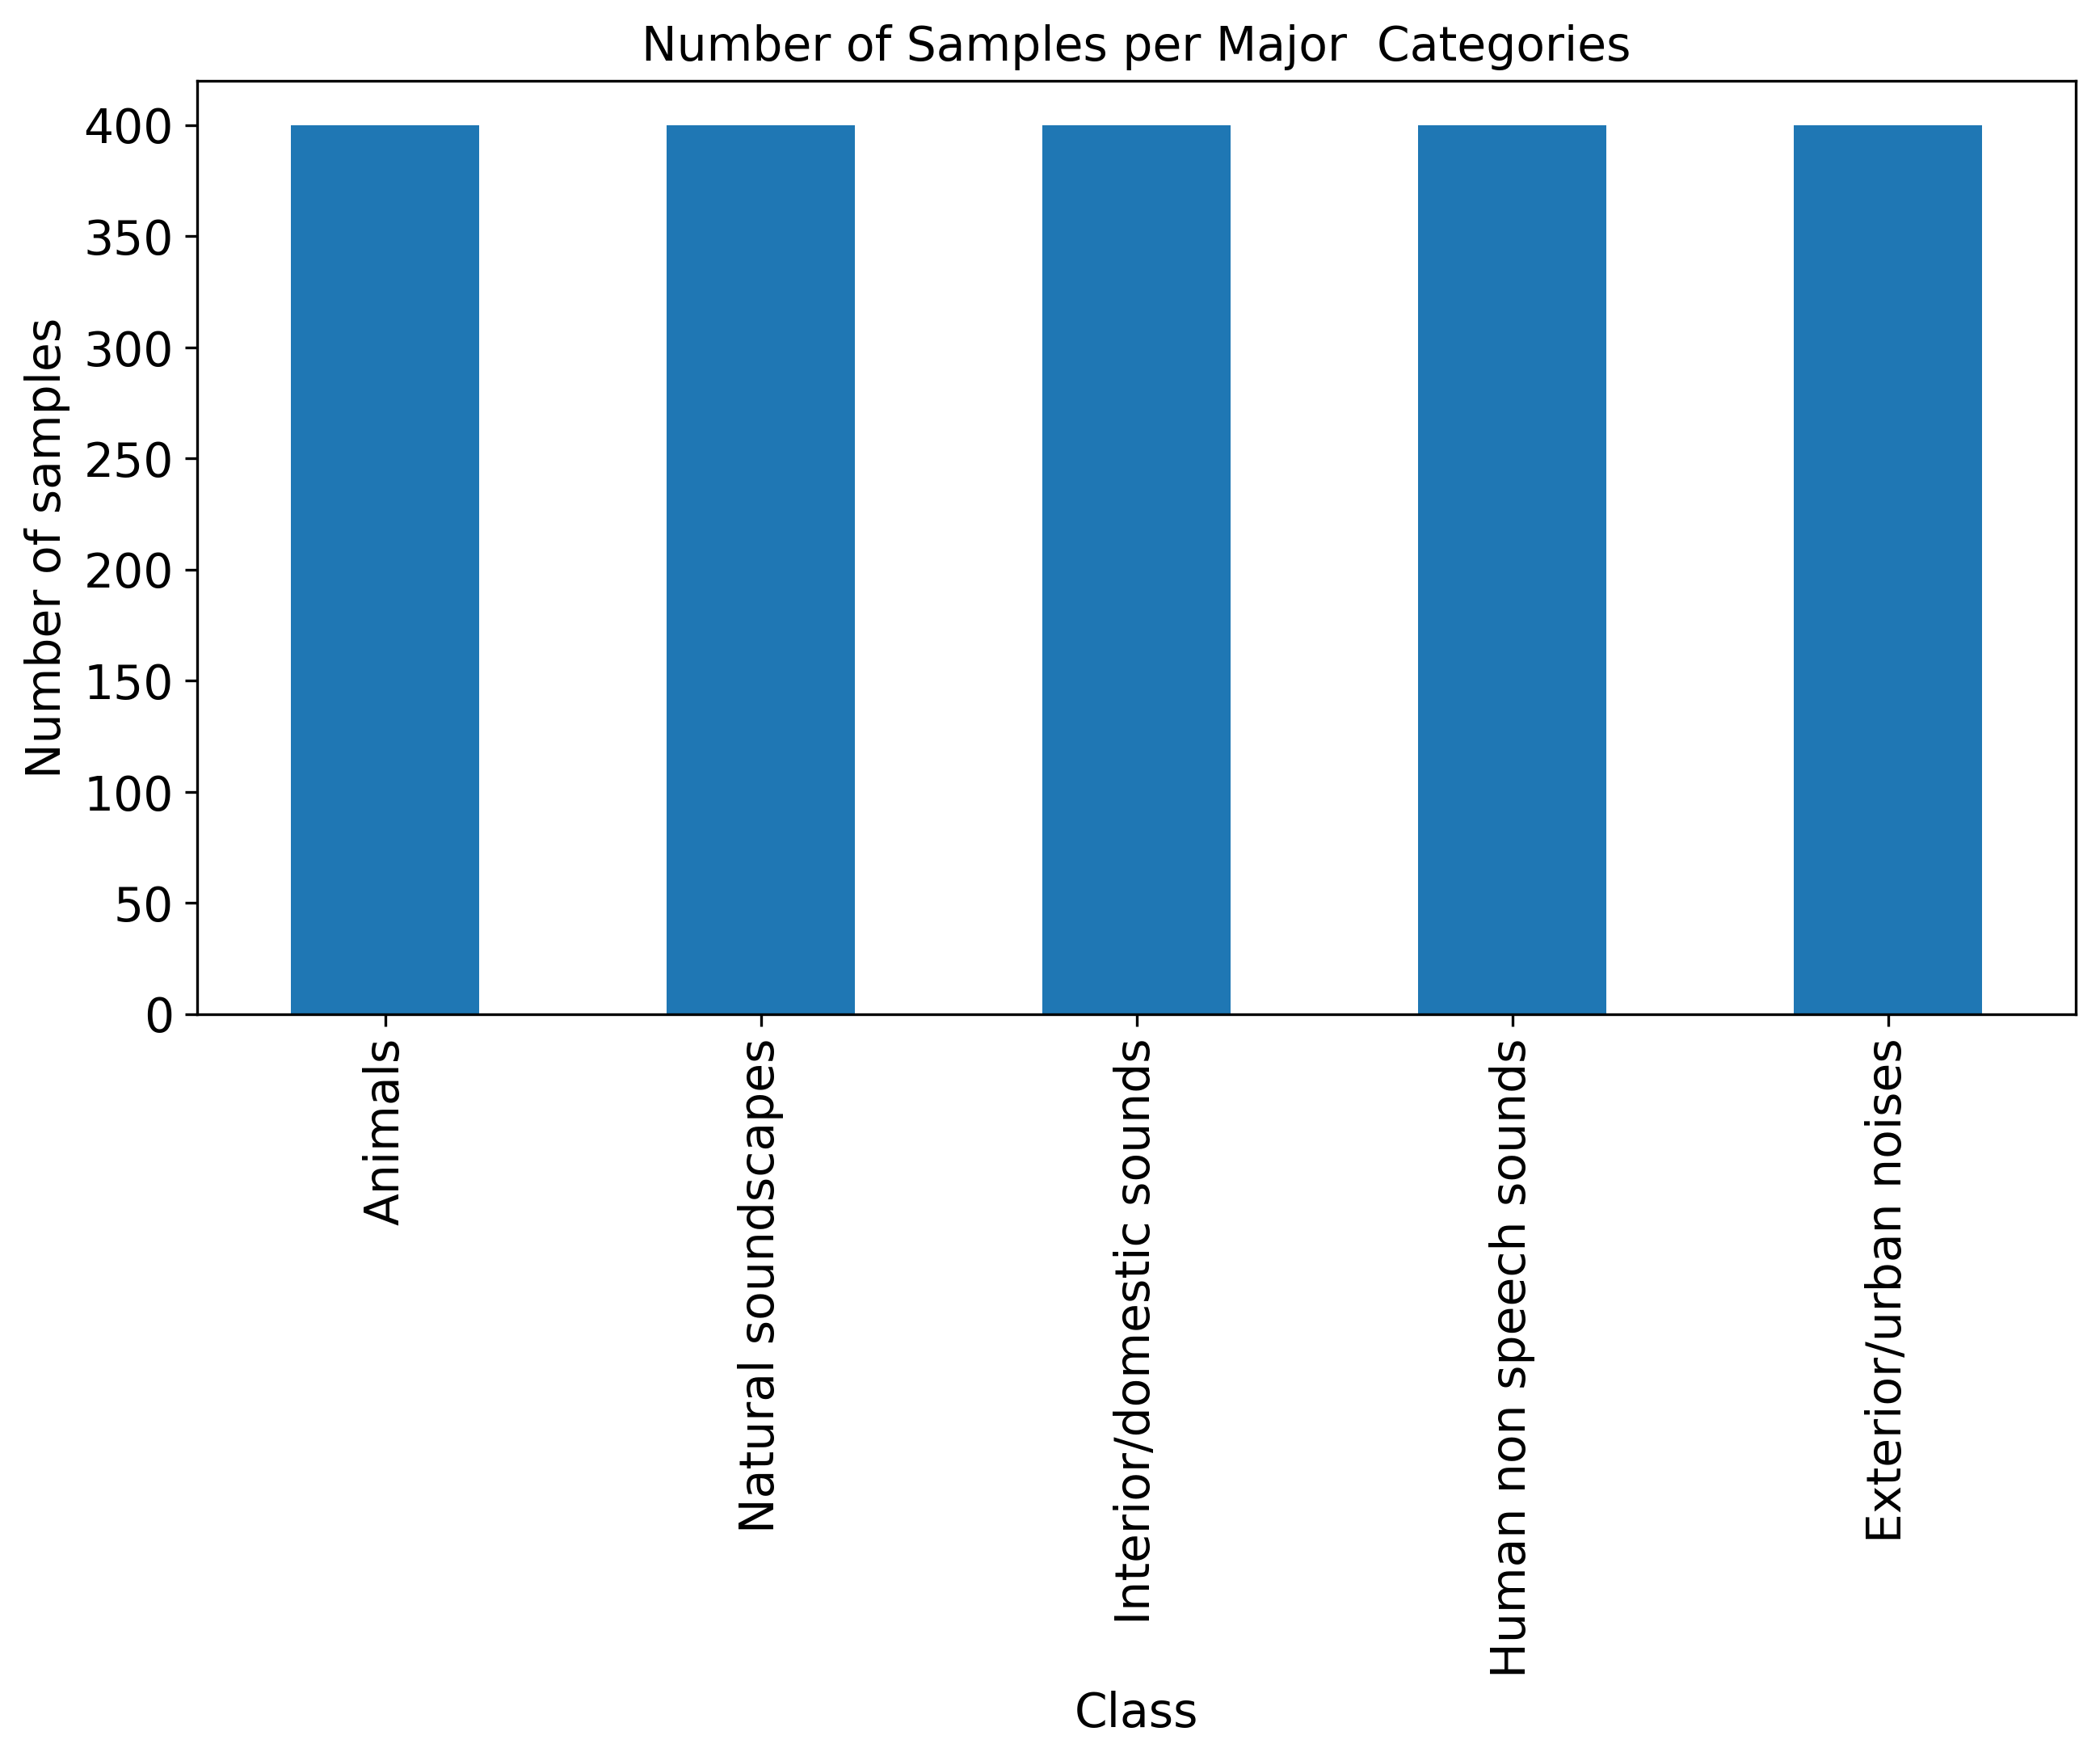 Number of Samples per Major  Categories
Number of samples
400
350
300
250
200
150
100
50
0
Animals
Natural soundscapes
Interior/domestic sounds
Human non speech sounds
Exterior/urban noises
Class